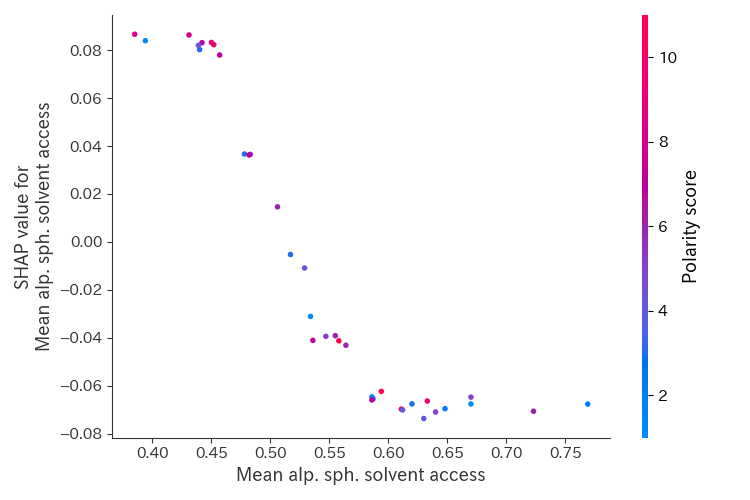 0.08
0.06
0.04
0.02
0.00
−0.02
−0.04
−0.06
−0.08
SHAP value for
Mean alp. sph. solvent access
0.40 0.45 0.50 0.55 0.60 0.65 0.70 0.75
Mean alp. sph. solvent access
10
8
6
4
2
Polarity score